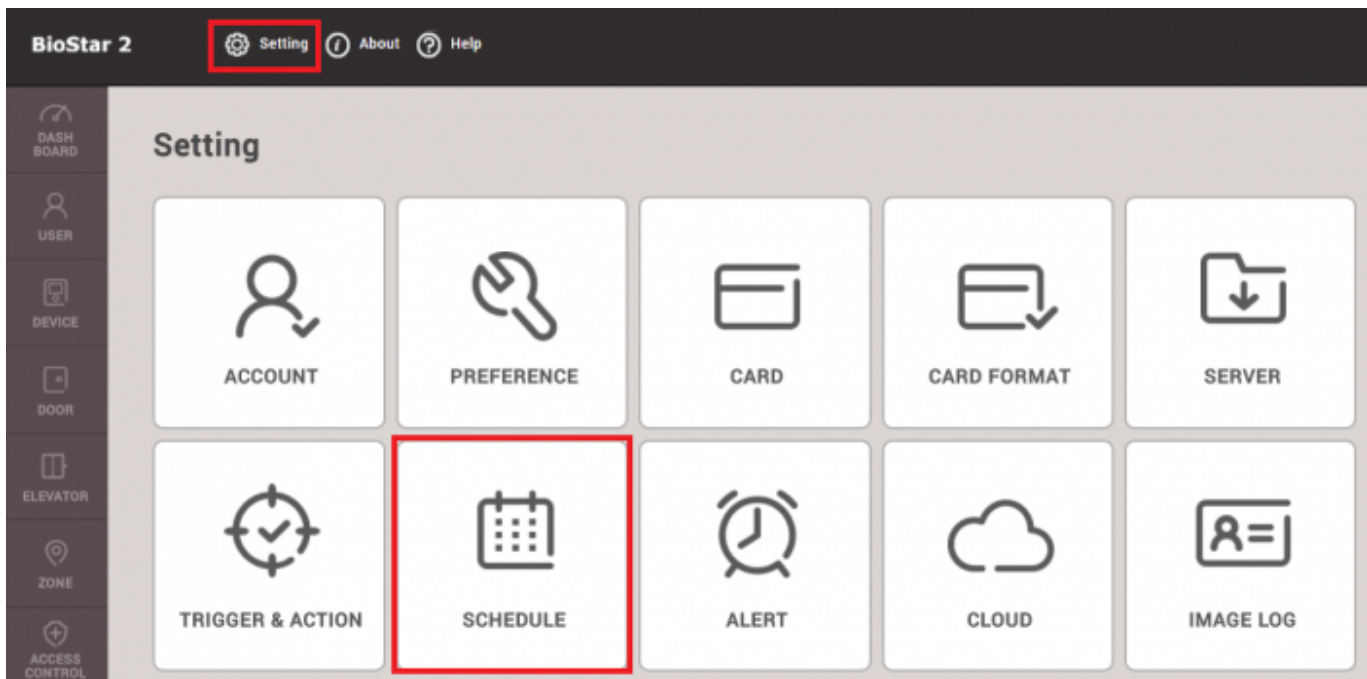 BioStar 2 Setting About Help
DASH
BOARD
USER
DEVICE
DOOR
ELEVATOR
ZONE
ACCESS
CONTROL
Setting
ACCOUNT PREFERENCE CARD CARD FORMAT SERVER
TRIGGER & ACTION SCHEDULE ALERT CLOUD IMAGE LOG